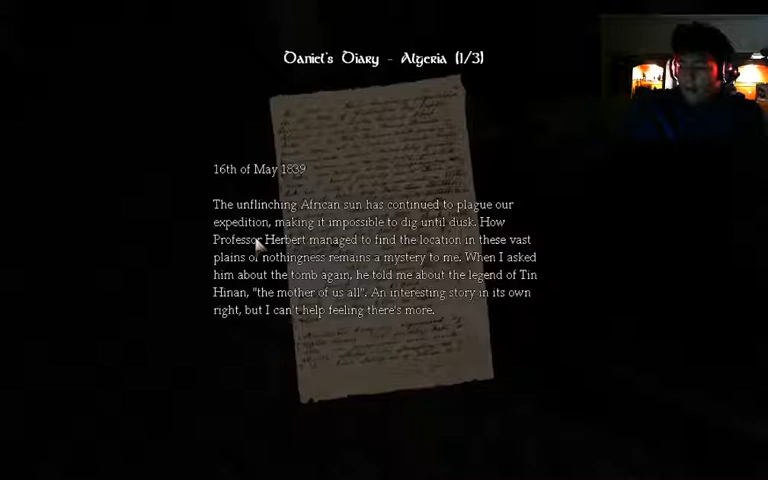 Daniel's Diary - Algeria (1/3)
16th of May 1839
The unflinching African sun has continued to plague our
expedition, making it impossible to dig until dusk. How
Professor Herbert managed to find the location in these vast
plains of nothingness remains a mystery to me. When I asked
him about the tomb again, he told me about the legend of Tin
Hinan, "the mother of us all". An interesting story in its own
right, but I can't help feeling there's more.